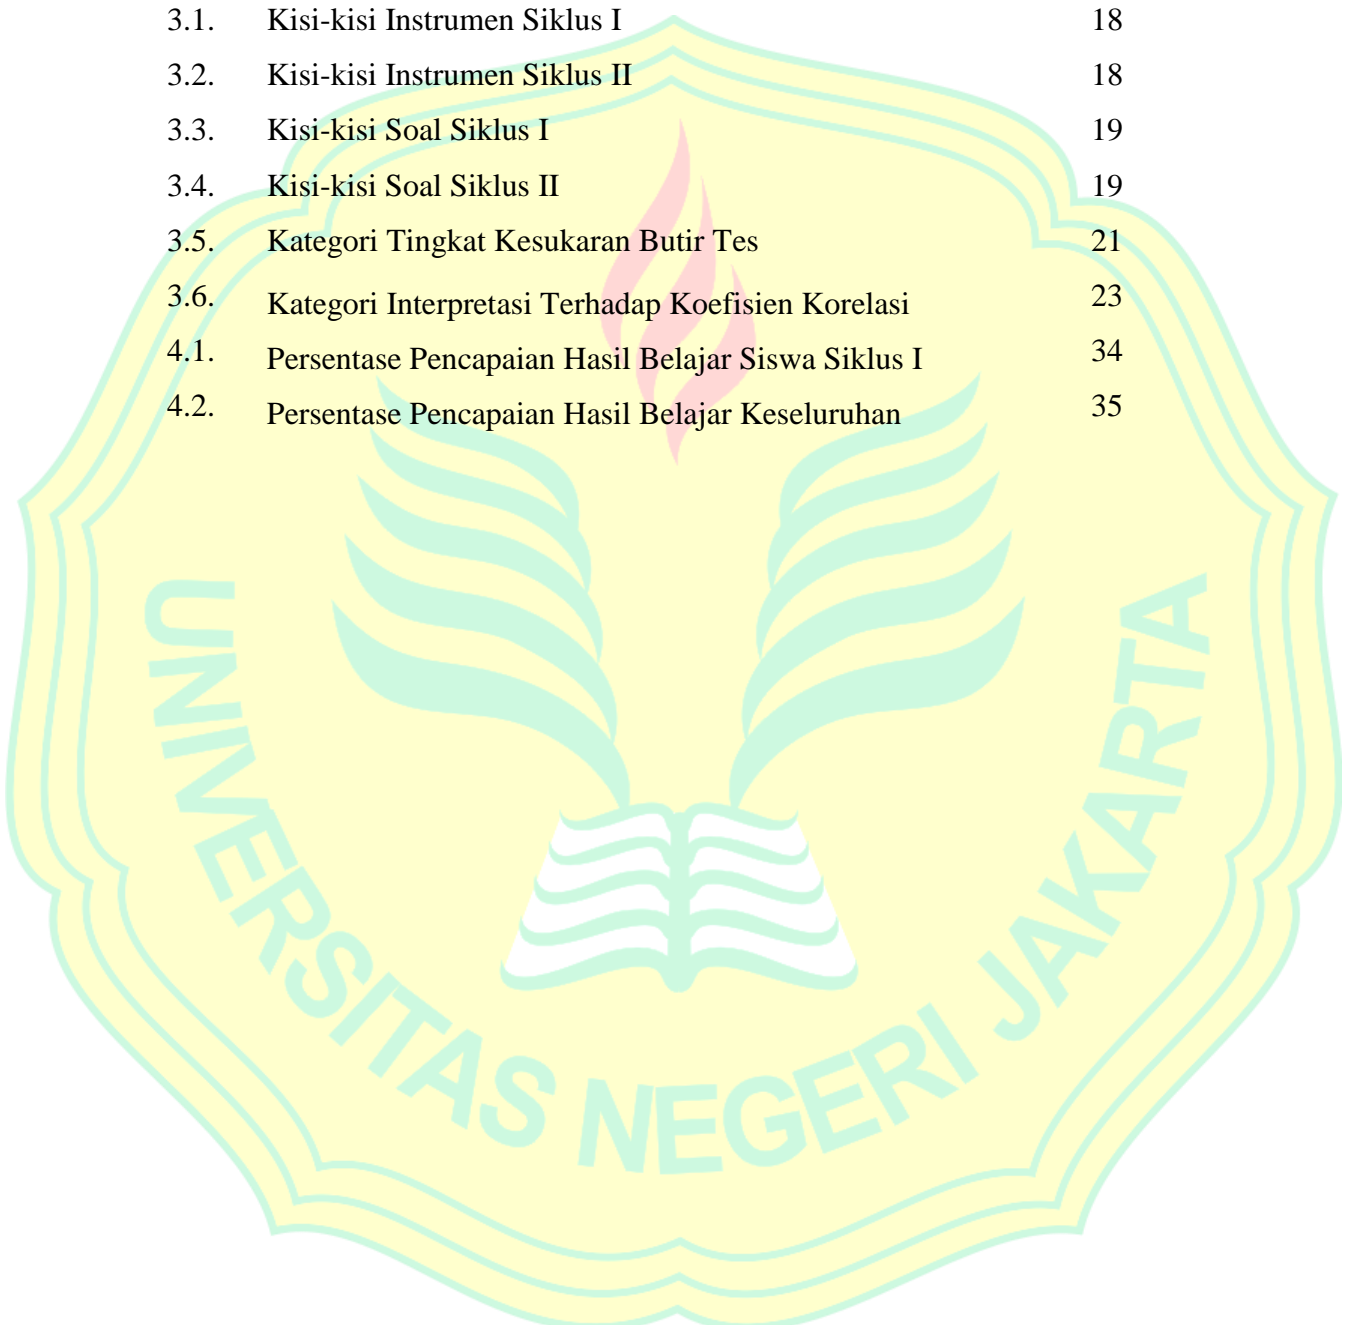 3.1. Kisi-kisi Instrumen Siklus I 18
3.2. Kisi-kisi Instrumen Siklus II 18
3.3. Kisi-kisi Soal Siklus I 19
3.4. Kisi-kisi Soal Siklus II 19
3.5. Kategori Tingkat Kesukaran Butir Tes 21
3.6. Kategori Interpretasi Terhadap Koefisien Korelasi 23
4.1. Persentase Pencapaian Hasil Belajar Siswa Siklus I 34
4.2. Persentase Pencapaian Hasil Belajar Keseluruhan 35
UNIVERSITAS NEGERI JAKARTA